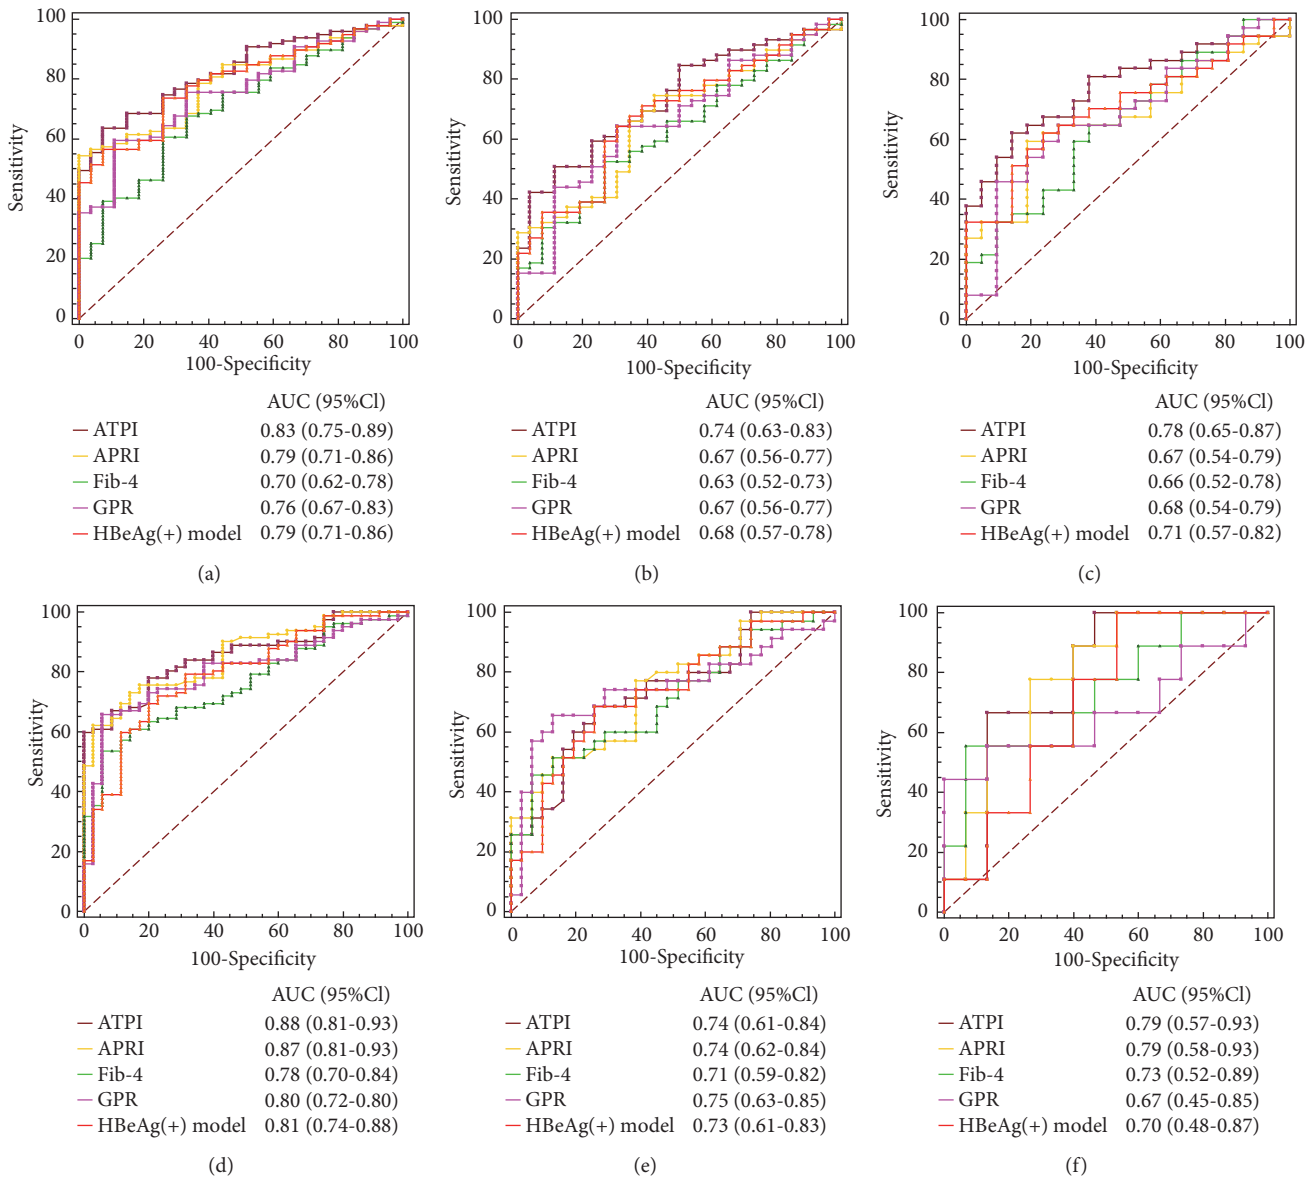 100
80
60
40
20
0
Sensitivity
0 20 40 60 80 100
100-Specificity
AUC (95%Cl)
ATPI 0.83 (0.75-0.89)
APRI 0.79 (0.71-0.86)
Fib-4 0.70 (0.62-0.78)
GPR 0.76 (0.67-0.83)
HBeAg(+) model 0.79 (0.71-0.86)
(a)
100
80
60
40
20
0
Sensitivity
0 20 40 60 80 100
100-Specificity
AUC (95%Cl)
ATPI 0.74 (0.63-0.83)
APRI 0.67 (0.56-0.77)
Fib-4 0.63 (0.52-0.73)
GPR 0.67 (0.56-0.77)
HBeAg(+) model 0.68 (0.57-0.78)
(b)
100
80
60
40
20
0
Sensitivity
0 20 40 60 80 100
100-Specificity
AUC (95%Cl)
ATPI 0.78 (0.65-0.87)
APRI 0.67 (0.54-0.79)
Fib-4 0.66 (0.52-0.78)
GPR 0.68 (0.54-0.79)
HBeAg(+) model 0.71 (0.57-0.82)
(c)
100
80
60
40
20
0
Sensitivity
0 20 40 60 80 100
100-Specificity
AUC (95%Cl)
ATPI 0.88 (0.81-0.93)
APRI 0.87 (0.81-0.93)
Fib-4 0.78 (0.70-0.84)
GPR 0.80 (0.72-0.80)
HBeAg(+) model 0.81 (0.74-0.88)
(d)
100
80
60
40
20
0
Sensitivity
0 20 40 60 80 100
100-Specificity
AUC (95%Cl)
ATPI 0.74 (0.61-0.84)
APRI 0.74 (0.62-0.84)
Fib-4 0.71 (0.59-0.82)
GPR 0.75 (0.63-0.85)
HBeAg(+) model 0.73 (0.61-0.83)
(e)
100
80
60
40
20
0
Sensitivity
0 20 40 60 80 100
100-Specificity
AUC (95%Cl)
ATPI 0.79 (0.57-0.93)
APRI 0.79 (0.58-0.93)
Fib-4 0.73 (0.52-0.89)
GPR 0.67 (0.45-0.85)
HBeAg(+) model 0.70 (0.48-0.87)
(f)